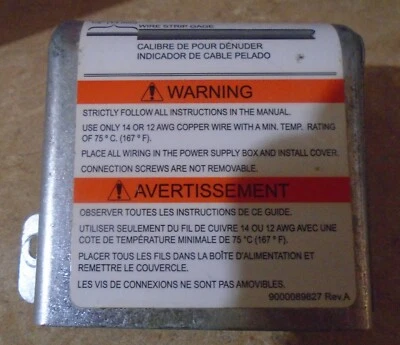 WIRE STRIP GAGE
CALIBRE DE POUR DÉNUDER
INDICADOR DE CABLE PELADO
WARNING
STRICTLY FOLLOW ALL INSTRUCTIONS IN THE MANUAL.
USE ONLY 14 OR 12 AWG COPPER WIRE WITH A MIN. TEMP. RATING
OF 75 º C. (167 º F).
PLACE ALL WIRING IN THE POWER SUPPLY BOX AND INSTALL COVER.
CONNECTION SCREWS ARE NOT REMOVABLE.
AVERTISSEMENT
OBSERVER TOUTES LES INSTRUCTIONS DE CE GUIDE.
UTILISER SEULEMENT DU FIL DE CUIVRE 14 OU 12 AWG AVEC UNE
COTE DE TEMPÉRATURE MINIMALE DE 75 °C (167 º F).
PLACER TOUS LES FILS DANS LA BOÎTE D'ALIMENTATION ET
REMETTRE LE COUVERCLE.
LES VIS DE CONNEXIONS NE SONT PAS AMOVIBLES.
9000069627 Rev.A